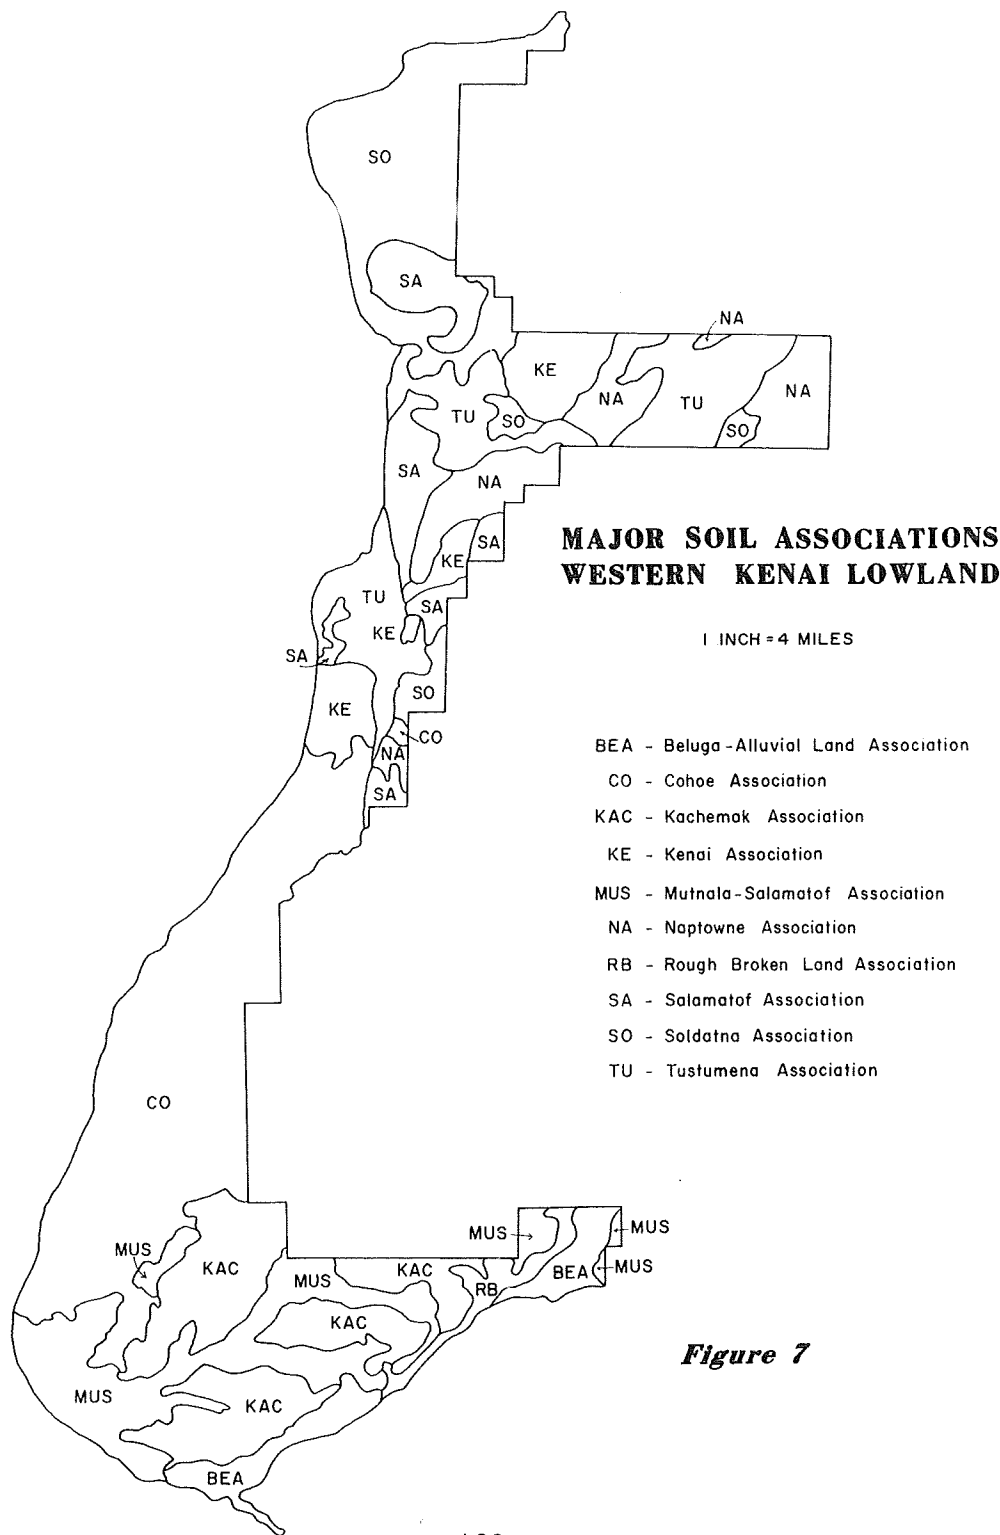 SO
SA
NA
KE
NA
NA
TU
TU
SO
SO
SA
NA
SA
KE
TU
SA
KE
SA
SO
KE
CO
NA
SA
MAJOR SOIL ASSOCIATIONS
WESTERN KENAI LOWLAND
1 INCH = 4 MILES
BEA - Beluga-Alluvial Land Association
CO - Cohoe Association
KAC - Kachemak Association
KE - Kenai Association
MUS - Mutnala-Salamatof Association
NA - Naptowne Association
RB - Rough Broken Land Association
SA - Salamatof Association
SO - Soldatna Association
TU - Tustumena Association
CO
MUS
MUS
MUS
KAC
MUS
KAC
RB
BEA
MUS
KAC
MUS
KAC
BEA
Figure 7